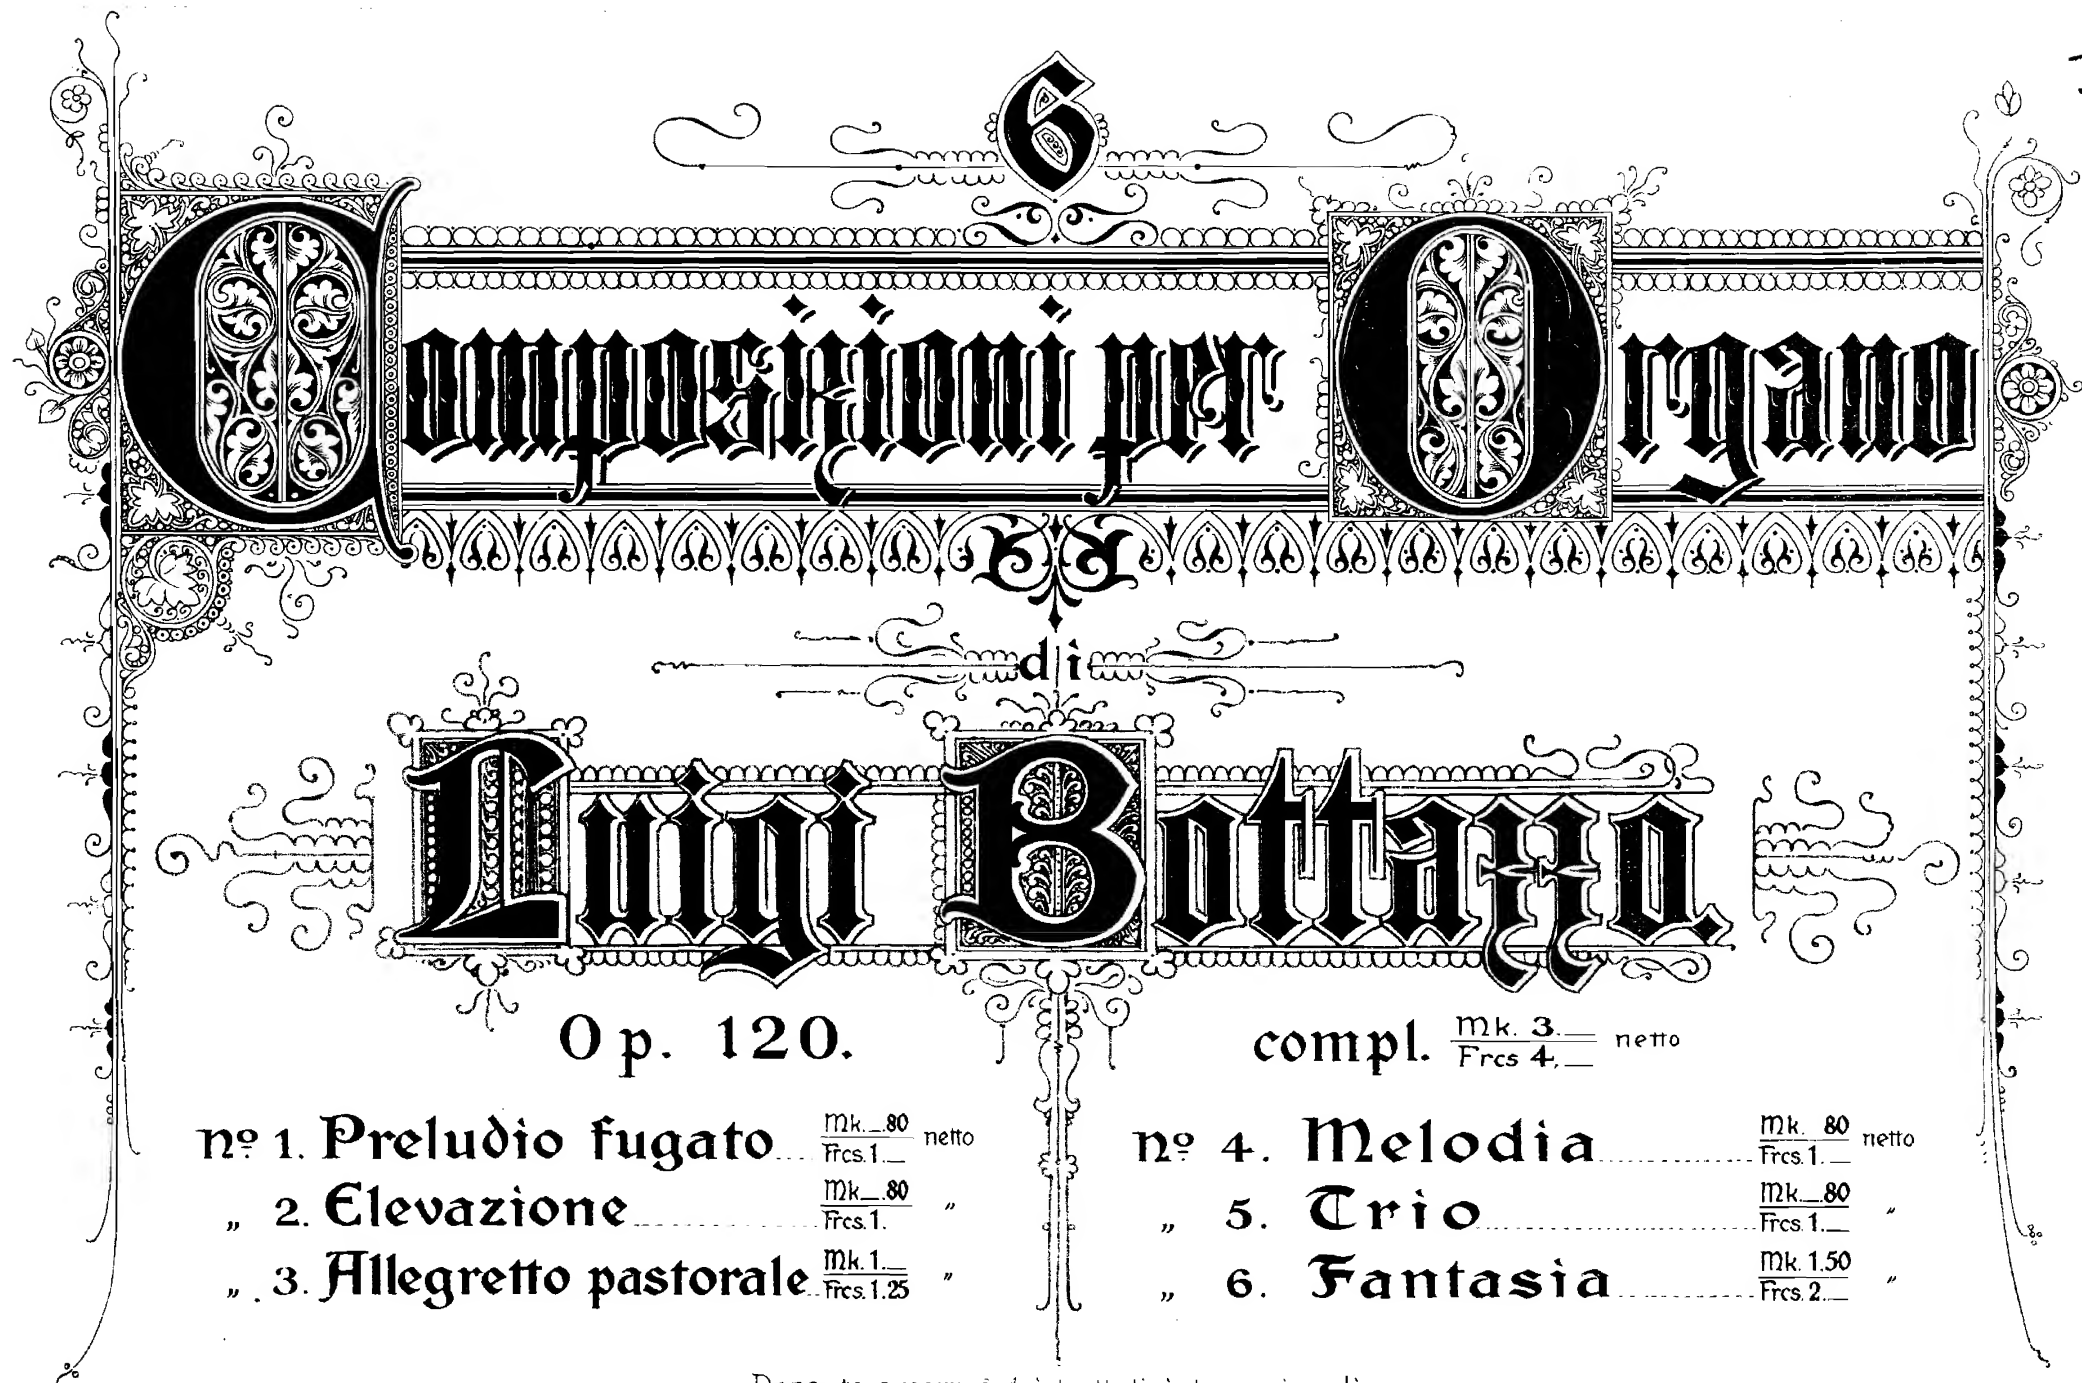 6
Composizioni per Organo
di
Luigi Bottazzo.
Op. 120.
compl. Mk. 3.— netto
Frcs 4,—
No 1. Preludio fugato Mk.—.80 netto
Frcs. 1.—
„ 2. Elevazione Mk—.80 "
Frcs. 1.
„ 3. Allegretto pastorale Mk. 1.— "
Frcs. 1.25
No 4. Melodia Mk. 80 netto
Frcs. 1.—
„ 5. Trio Mk.—.80 "
Frcs. 1.—
„ 6. Fantasia Mk. 1.50 "
Frcs. 2.—